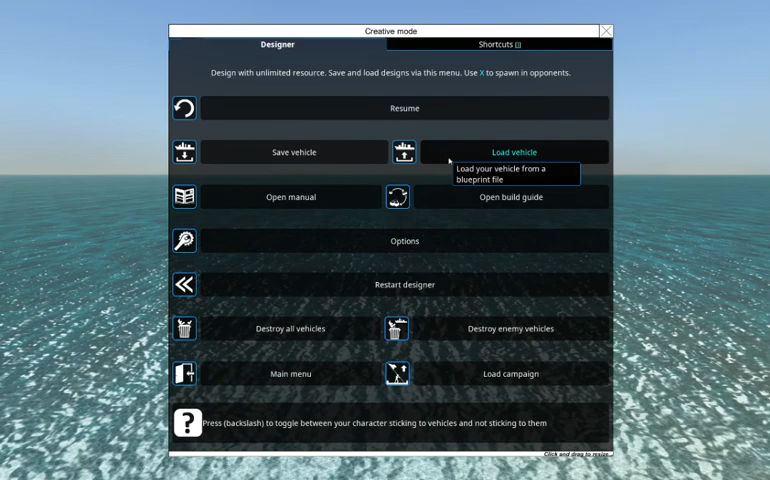 Creative mode
Designer
Shortcuts []
Design with unlimited resource. Save and load designs via this menu. Use X to spawn in opponents.
Resume
Save vehicle
Load vehicle
Load your vehicle from a
blueprint file
Open manual
Open build guide
Options
Restart designer
Destroy all vehicles
Destroy enemy vehicles
Main menu
Load campaign
? Press (backslash) to toggle between your character sticking to vehicles and not sticking to them
Click and drag to resize